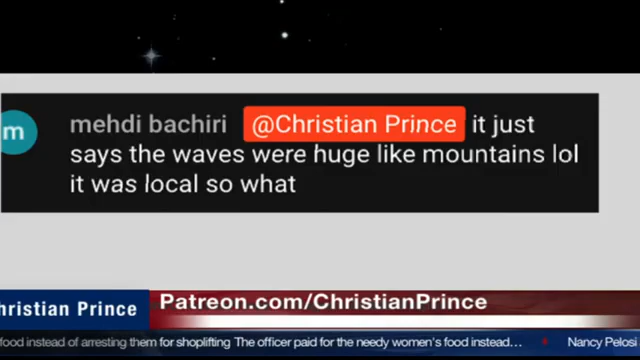 m
mehdi bachiri @Christian Prince it just
says the waves were huge like mountains lol
it was local so what
hristian Prince
Patreon.com/ChristianPrince
food instead of arresting them for shoplifting The officer paid for the needy women's food instead... Nancy Pelosi